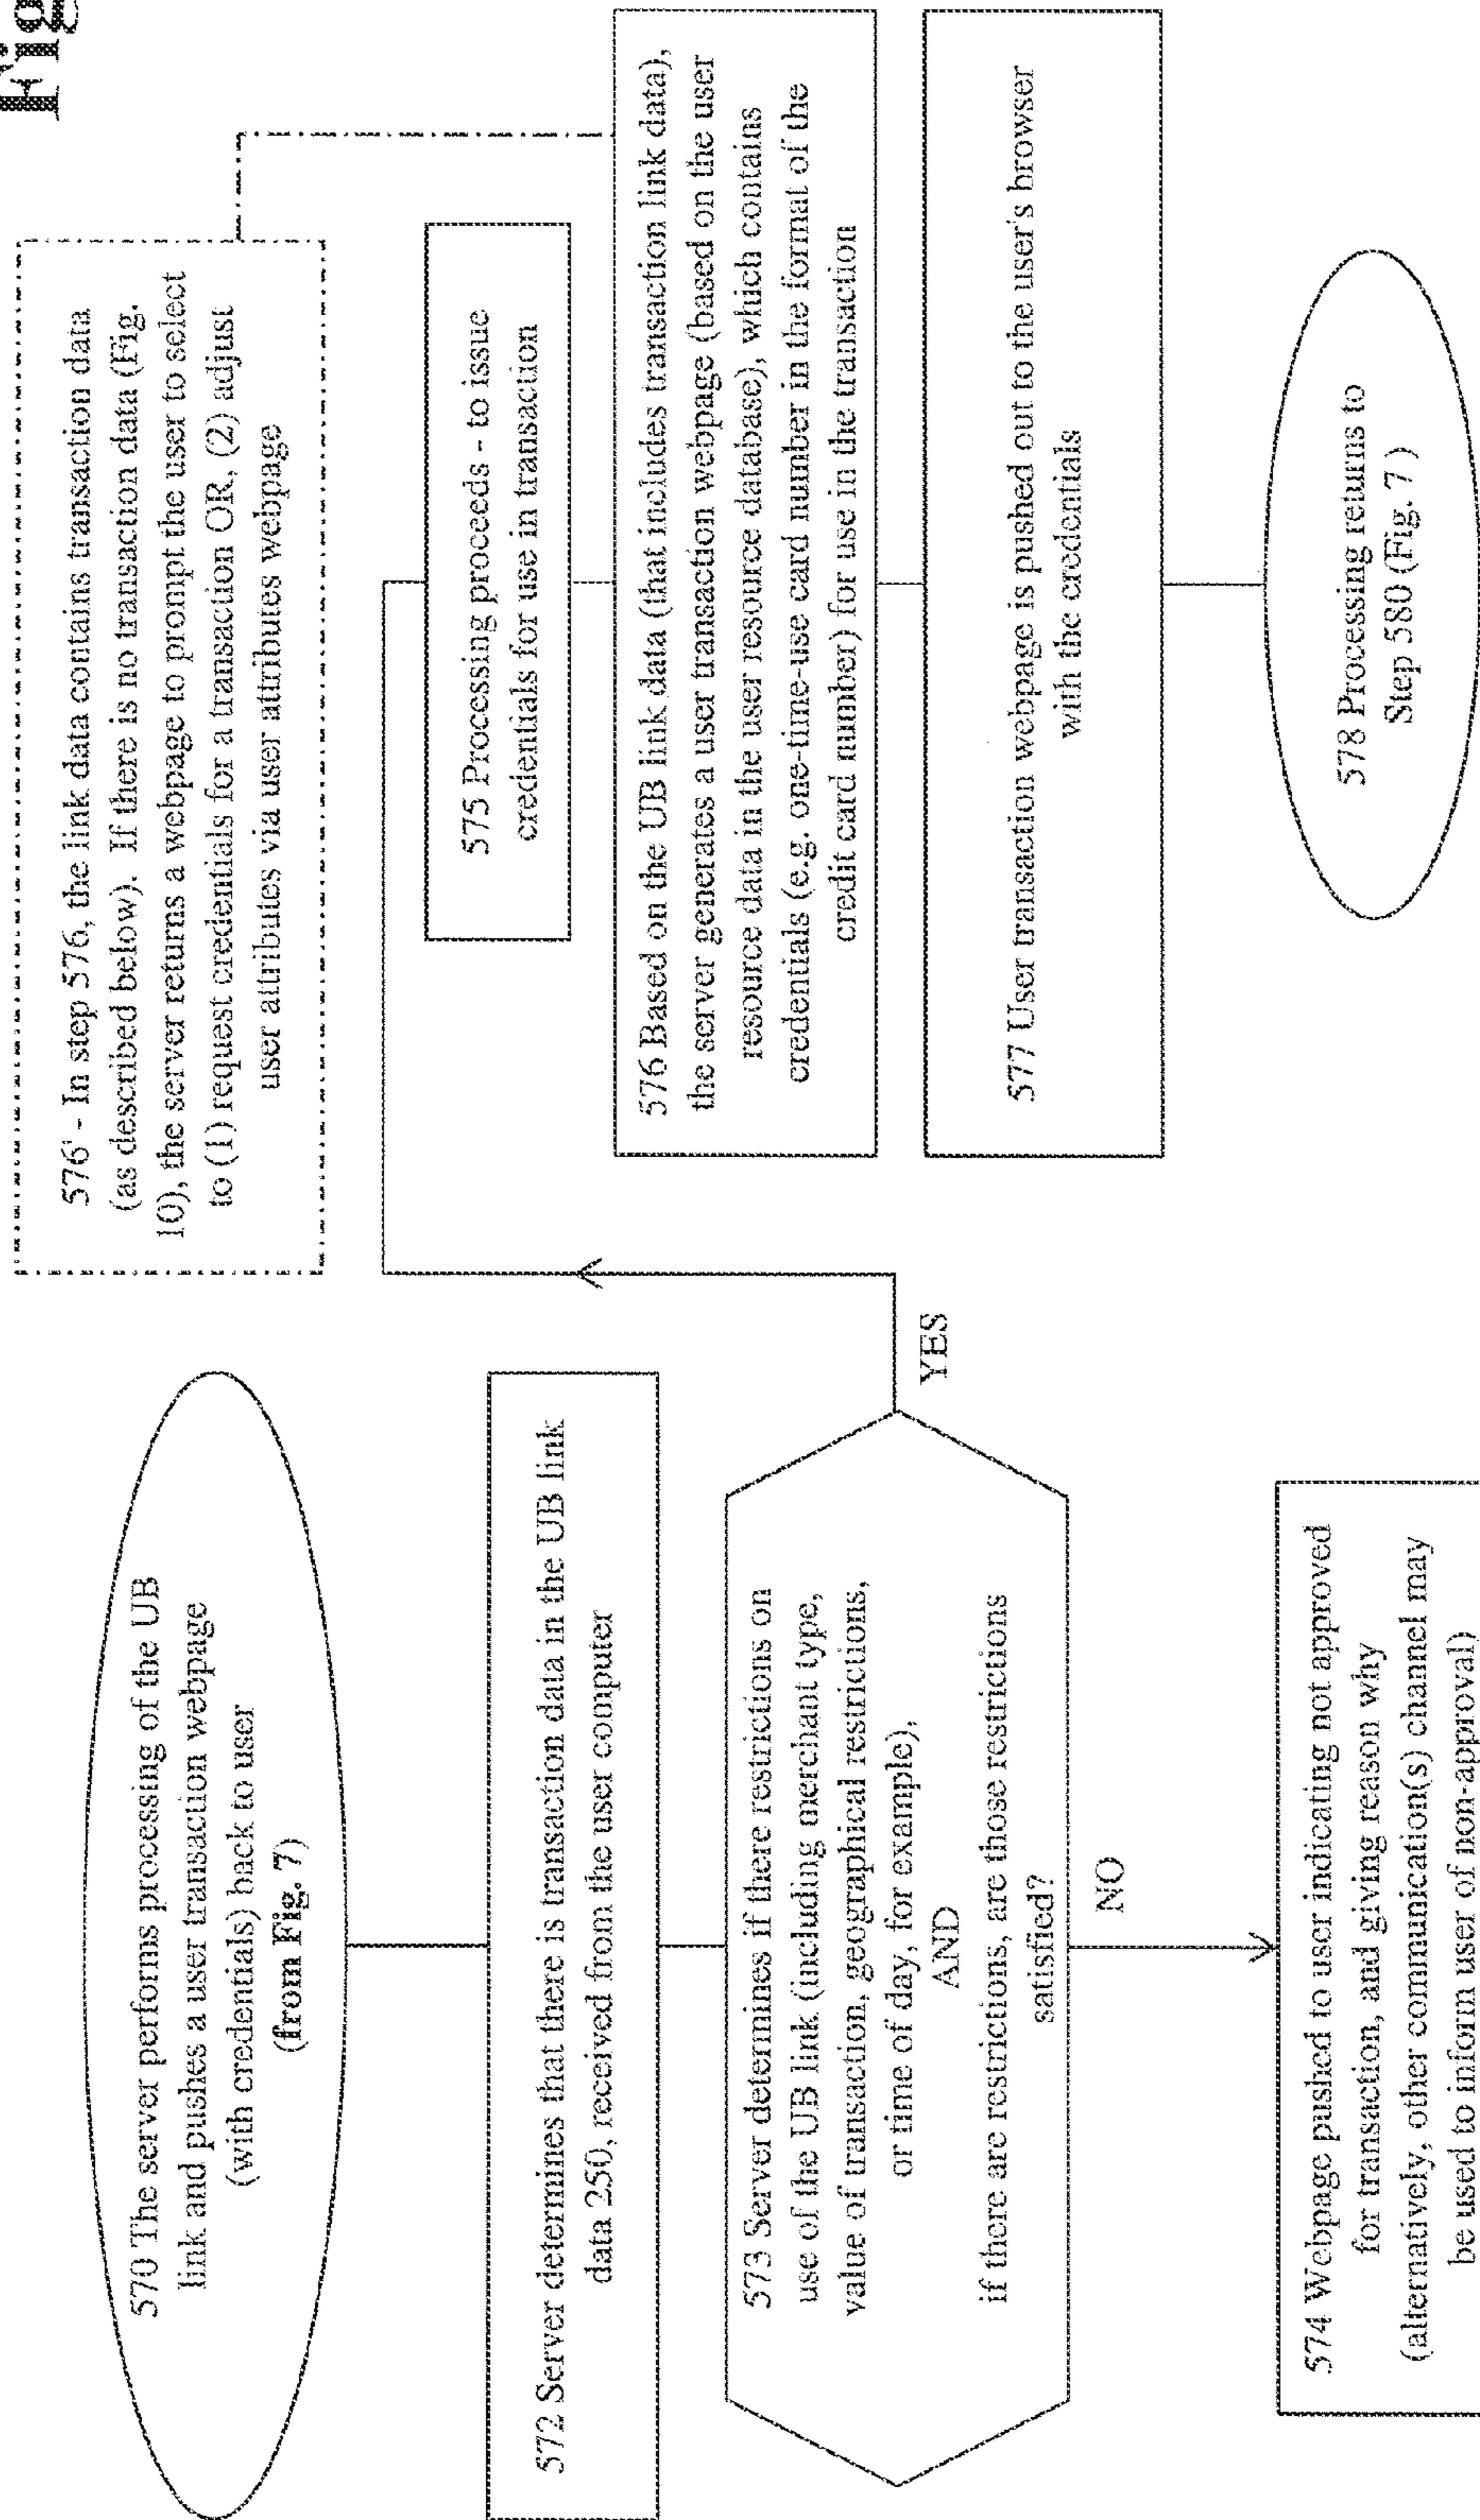 Fig
570 The server performs processing of the UB
link and pushes a user transaction webpage
(with credentials) back to user
(from Fig. 7)
572 Server determines that there is transaction data in the UB link
data 250, received from the user computer
573 Server determines if there restrictions on
use of the UB link (including merchant type,
value of transaction, geographical restrictions,
or time of day, for example),
AND
if there are restrictions, are those restrictions
satisfied?
YES
NO
574 Webpage pushed to user indicating not approved
for transaction, and giving reason why
(alternatively, other communication(s) channel may
be used to inform user of non-approval)
576' - In step 576, the link data contains transaction data
(as described below). If there is no transaction data (Fig.
10), the server returns a webpage to prompt the user to select
to (1) request credentials for a transaction OR, (2) adjust
user attributes via user attributes webpage
575 Processing proceeds - to issue
credentials for use in transaction
576 Based on the UB link data (that includes transaction link data),
the server generates a user transaction webpage (based on the user
resource data in the user resource database), which contains
credentials (e.g. one-time-use card number in the format of the
credit card number) for use in the transaction
577 User transaction webpage is pushed out to the user's browser
with the credentials
578 Processing returns to
Step 580 (Fig. 7 )